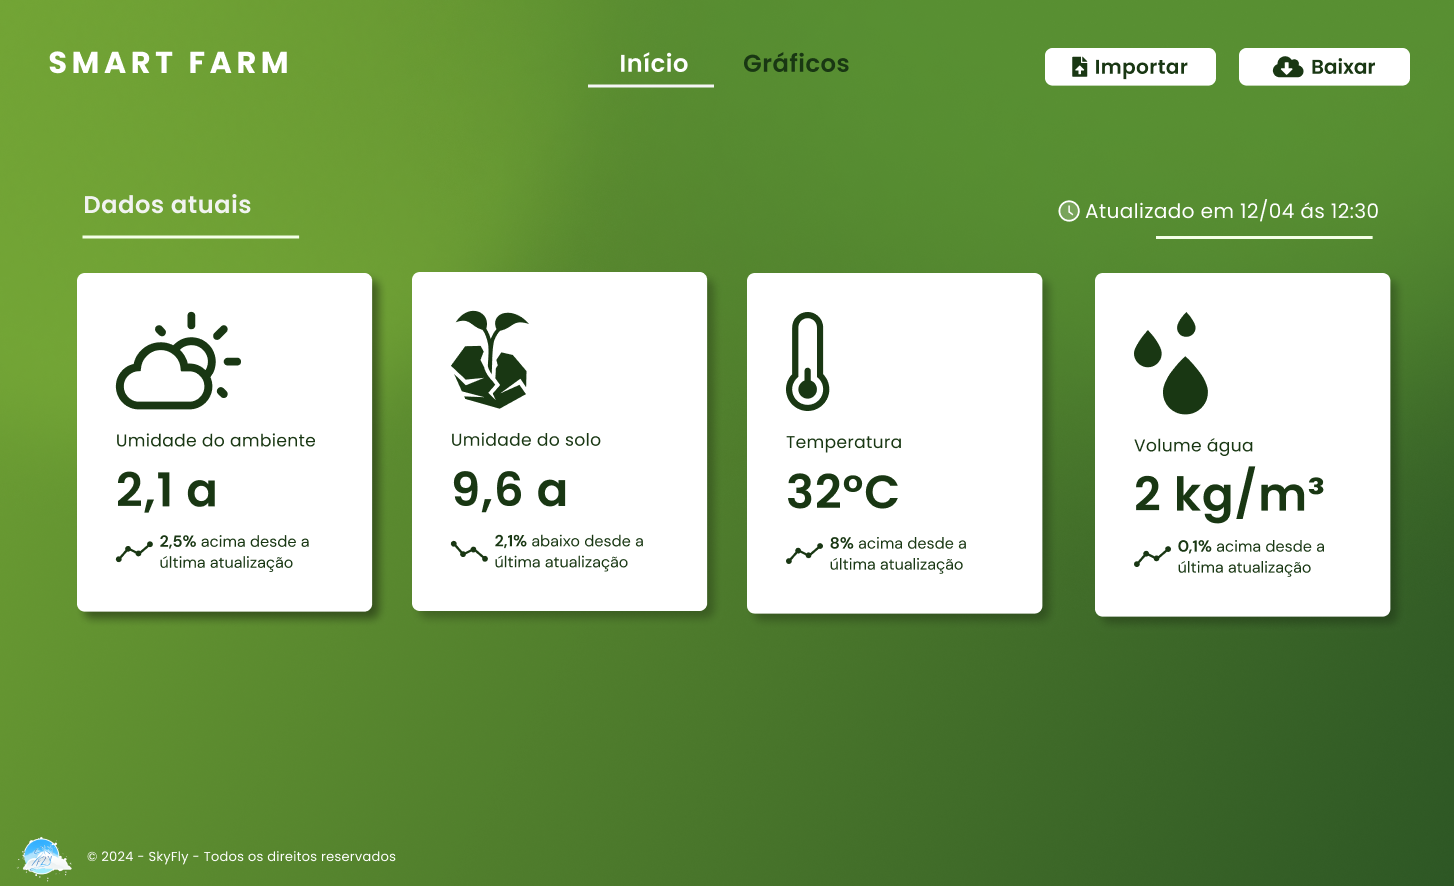 SMART FARM
Início
Gráficos
Importar
Baixar
Dados atuais
Atualizado em 12/04 ás 12:30
Umidade do ambiente
2,1 a
2,5% acima desde a
última atualização
Umidade do solo
9,6 a
2,1% abaixo desde a
última atualização
Temperatura
32°C
8% acima desde a
última atualização
Volume água
2 kg/m³
0,1% acima desde a
última atualização
© 2024 - SkyFly - Todos os direitos reservados